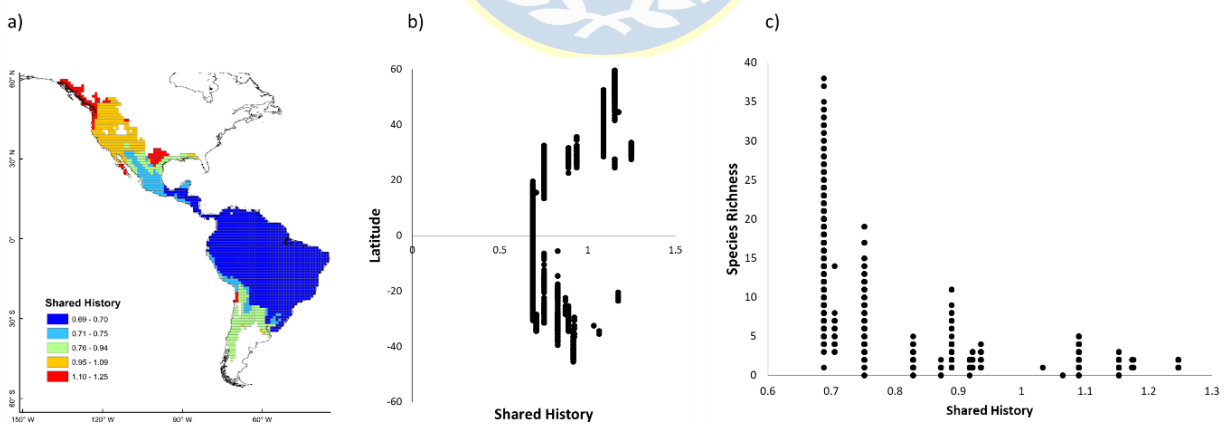 a)
60° N
30° N
0°
30° S
60° S
150° W
120° W
90° W
60° W
Shared History
0.69 - 0.70
0.71 - 0.75
0.76 - 0.94
0.95 - 1.09
1.10 - 1.25
b)
60
40
20
0
-20
-40
-60
0
0.5
1
1.5
Latitude
Shared History
c)
40
35
30
25
20
15
10
5
0
0.6
0.7
0.8
0.9
1
1.1
1.2
1.3
Species Richness
Shared History